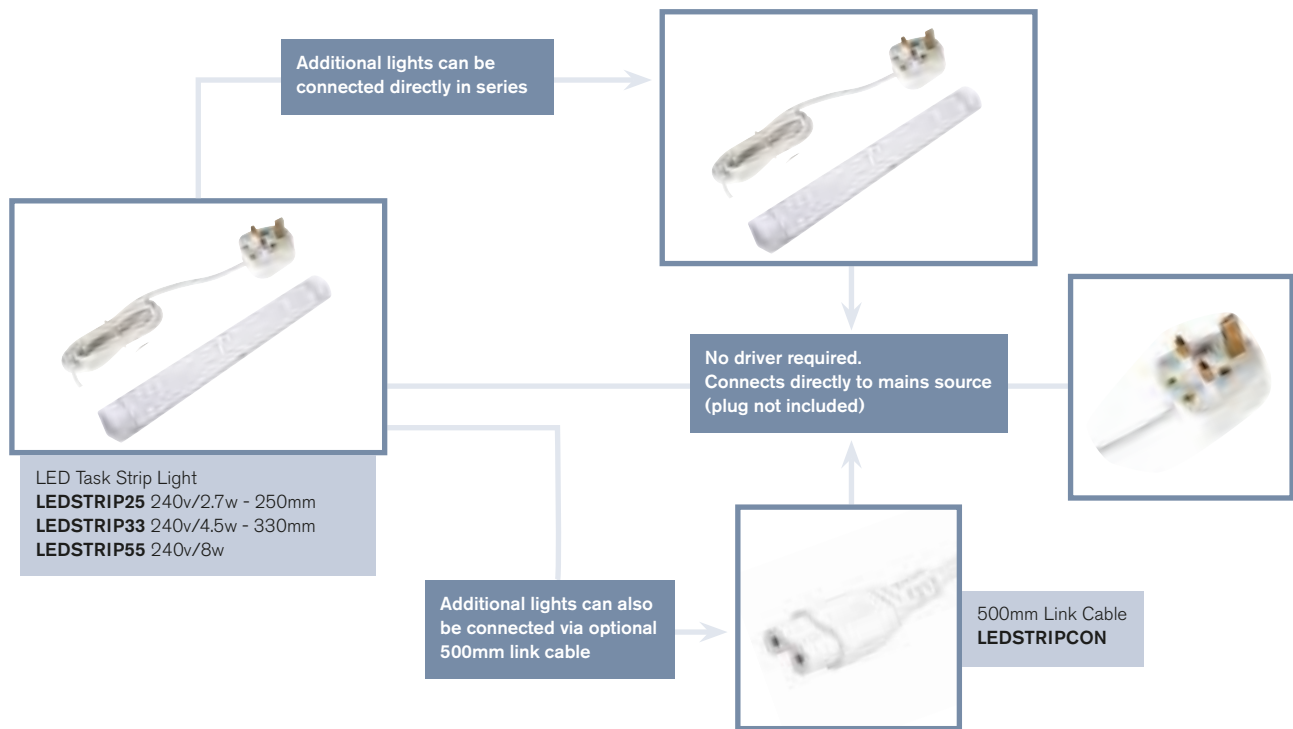 Additional lights can be
connected directly in series
No driver required.
Connects directly to mains source
(plug not included)
LED Task Strip Light
LEDSTRIP25 240v/2.7w - 250mm
LEDSTRIP33 240v/4.5w - 330mm
LEDSTRIP55 240v/8w
Additional lights can also
be connected via optional
500mm link cable
500mm Link Cable
LEDSTRIPCON